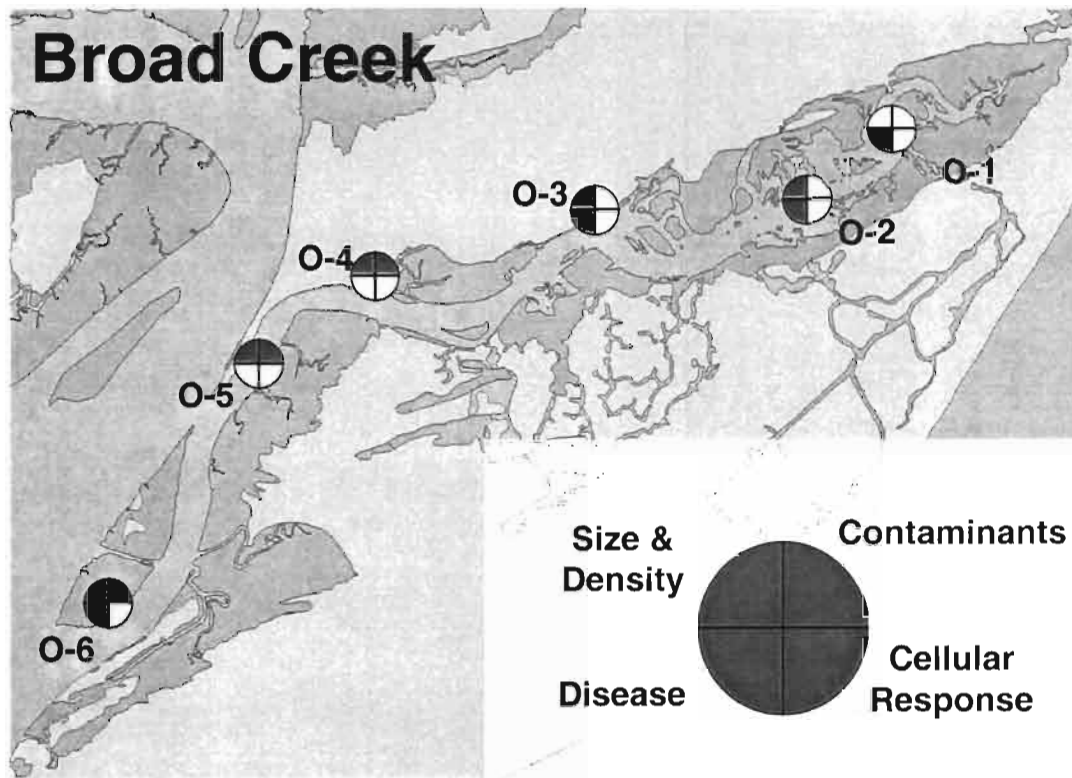 Broad Creek
O-1
O-2
O-3
O-4
O-5
O-6
Size &
Density
Contaminants
Disease
Cellular
Response